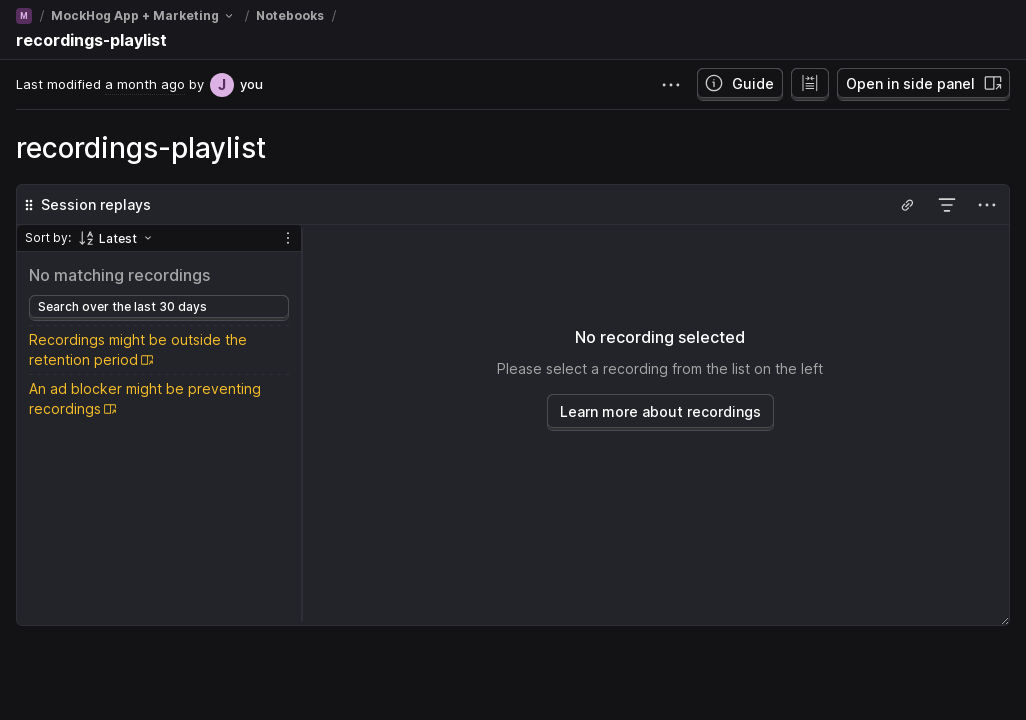 M / MockHog App + Marketing / Notebooks /
recordings-playlist
Last modified a month ago by J you
Guide
Open in side panel
recordings-playlist
Session replays
Sort by: Latest
No matching recordings
Search over the last 30 days
Recordings might be outside the
retention period
An ad blocker might be preventing
recordings
No recording selected
Please select a recording from the list on the left
Learn more about recordings